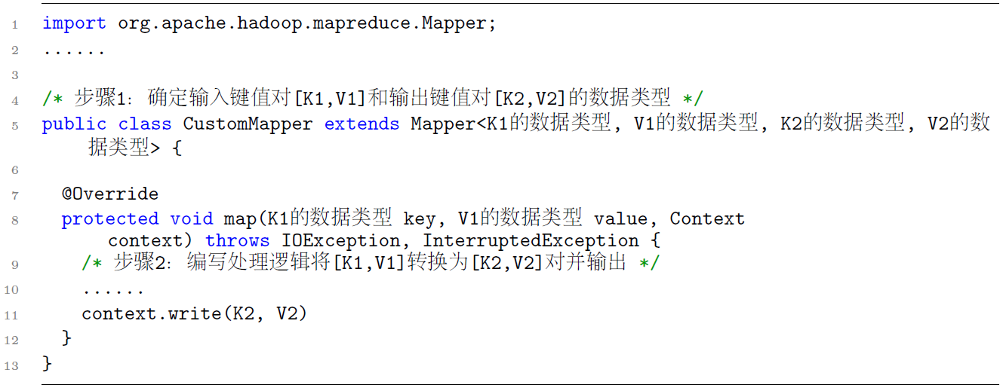 1 import org.apache.hadoop.mapreduce.Mapper;
2 ......
3
4 /* 步骤1: 确定输入键值对[K1,V1]和输出键值对[K2,V2]的数据类型 */
5 public class CustomMapper extends Mapper<K1的数据类型, V1的数据类型, K2的数据类型, V2的数
据类型> {
6
7 @Override
8 protected void map(K1的数据类型 key, V1的数据类型 value, Context
context) throws IOException, InterruptedException {
9 /* 步骤2: 编写处理逻辑将[K1,V1]转换为[K2,V2]对并输出 */
10 ......
11 context.write(K2, V2)
12 }
13 }